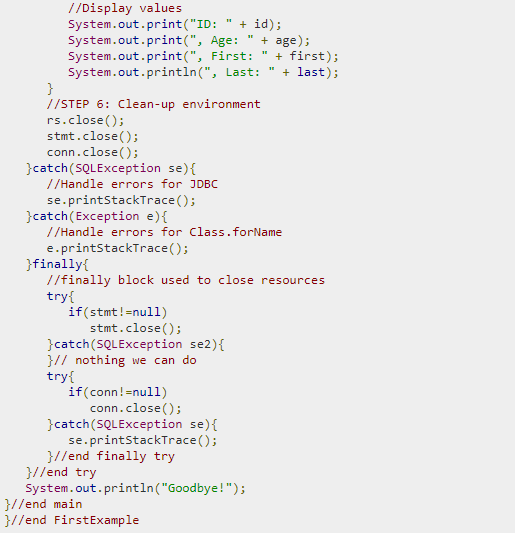 //Display values
System.out.print("ID: " + id);
System.out.print(", Age: " + age);
System.out.print(", First: " + first);
System.out.println(", Last: " + last);
}
//STEP 6: Clean-up environment
rs.close();
stmt.close();
conn.close();
}catch(SQLException se){
//Handle errors for JDBC
se.printStackTrace();
}catch(Exception e){
//Handle errors for Class.forName
e.printStackTrace();
}finally{
//finally block used to close resources
try{
if(stmt!=null)
stmt.close();
}catch(SQLException se2){
}// nothing we can do
try{
if(conn!=null)
conn.close();
}catch(SQLException se){
se.printStackTrace();
}//end finally try
}//end try
System.out.println("Goodbye!");
}//end main
}//end FirstExample